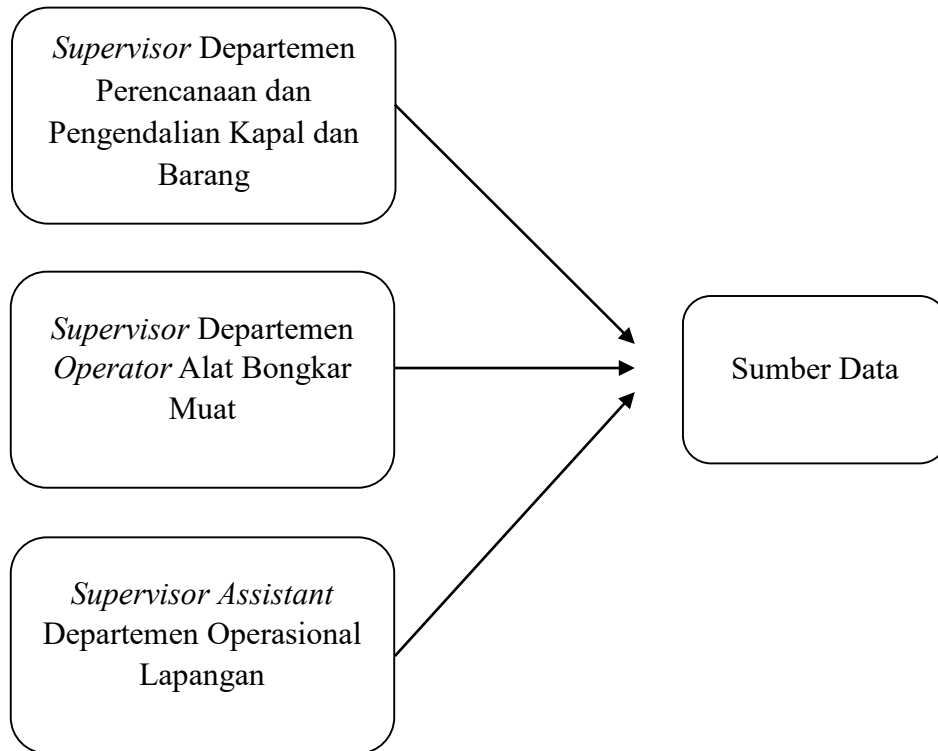 Supervisor Departemen
Perencanaan dan
Pengendalian Kapal dan
Barang
Supervisor Departemen
Operator Alat Bongkar
Muat
Sumber Data
Supervisor Assistant
Departemen Operasional
Lapangan